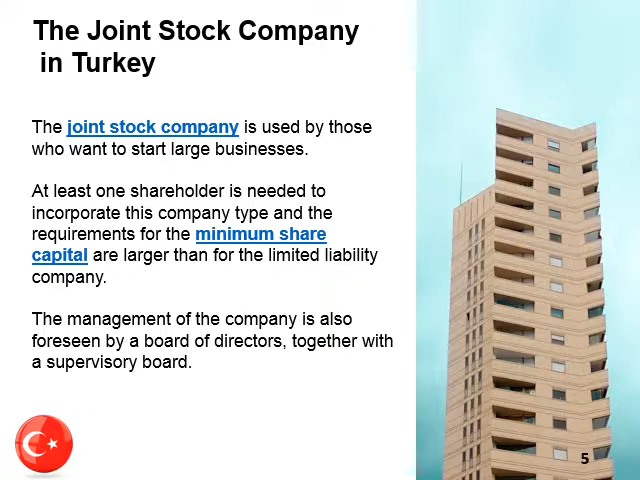 The Joint Stock Company
in Turkey
The joint stock company is used by those
who want to start large businesses.
At least one shareholder is needed to
incorporate this company type and the
requirements for the minimum share
capital are larger than for the limited liability
company.
The management of the company is also
foreseen by a board of directors, together with
a supervisory board.
5